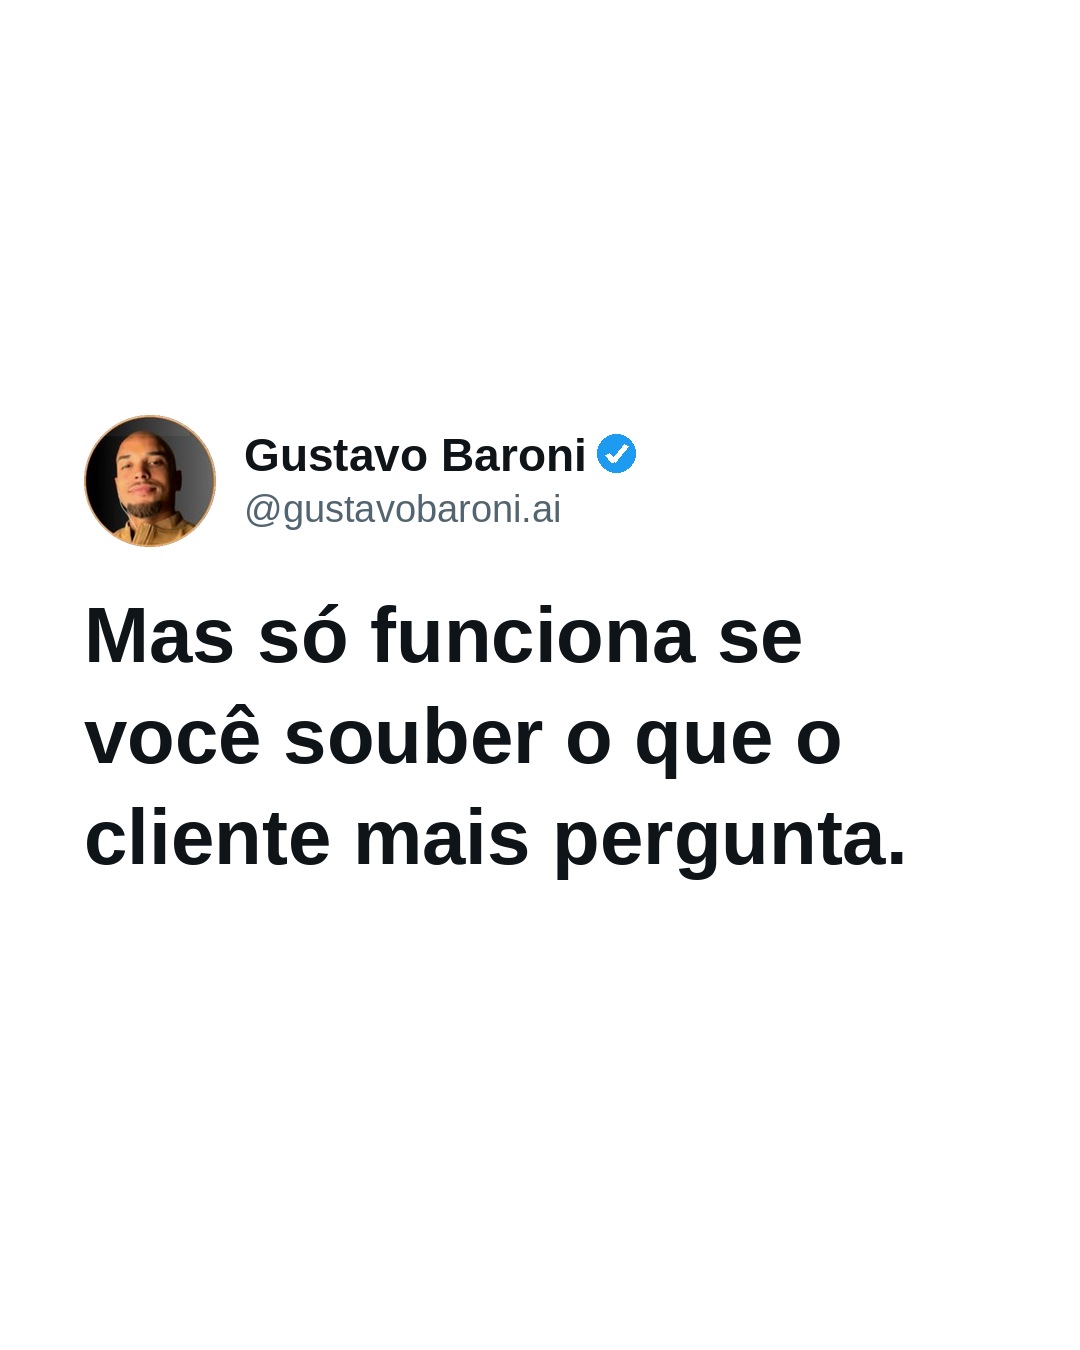 Gustavo Baroni
@gustavobaroni.ai
Mas só funciona se
você souber o que o
cliente mais pergunta.